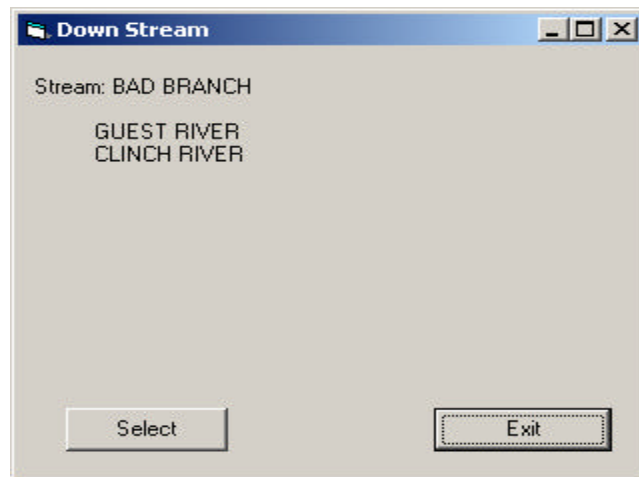 Down Stream
Stream: BAD BRANCH
GUEST RIVER
CLINCH RIVER
Select
Exit